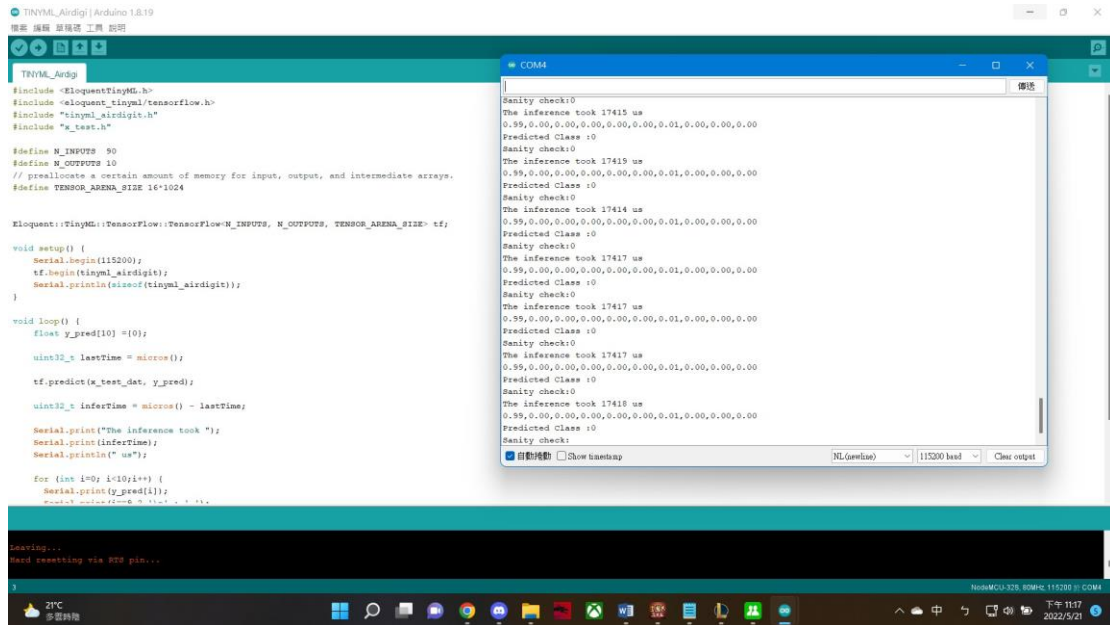 TINYML_Airdigi | Arduino 1.8.19
檔案 編輯 草稿碼 工具 說明
TINYML_Airdigi
#include <EloquentTinyML.h>
#include <eloquent_tinyml/tensorflow.h>
#include "tinyml_airdigit.h"
#include "x_test.h"
#define N_INPUTS 90
#define N_OUTPUTS 10
// preallocate a certain amount of memory for input, output, and intermediate arrays.
#define TENSOR_ARENA_SIZE 16*1024
Eloquent::TinyML::TensorFlow::TensorFlow<N_INPUTS, N_OUTPUTS, TENSOR_ARENA_SIZE> tf;
void setup() {
Serial.begin(115200);
tf.begin(tinyml_airdigit);
Serial.println(sizeof(tinyml_airdigit));
}
void loop() {
float y_pred[10] ={0};
uint32_t lastTime = micros();
tf.predict(x_test_dat, y_pred);
uint32_t inferTime = micros() - lastTime;
Serial.print("The inference took ");
Serial.print(inferTime);
Serial.println(" us");
for (int i=0; i<10;i++) {
Serial.print(y_pred[i]);
COM4
傳送
Sanity check:0
The inference took 17415 us
0.99,0.00,0.00,0.00,0.00,0.00,0.01,0.00,0.00,0.00
Predicted Class :0
Sanity check:0
The inference took 17419 us
0.99,0.00,0.00,0.00,0.00,0.00,0.01,0.00,0.00,0.00
Predicted Class :0
Sanity check:0
The inference took 17414 us
0.99,0.00,0.00,0.00,0.00,0.00,0.01,0.00,0.00,0.00
Predicted Class :0
Sanity check:0
The inference took 17417 us
0.99,0.00,0.00,0.00,0.00,0.00,0.01,0.00,0.00,0.00
Predicted Class :0
Sanity check:0
The inference took 17417 us
0.99,0.00,0.00,0.00,0.00,0.00,0.01,0.00,0.00,0.00
Predicted Class :0
Sanity check:0
The inference took 17417 us
0.99,0.00,0.00,0.00,0.00,0.00,0.01,0.00,0.00,0.00
Predicted Class :0
Sanity check:0
The inference took 17418 us
0.99,0.00,0.00,0.00,0.00,0.00,0.01,0.00,0.00,0.00
Predicted Class :0
Sanity check:
自動捲動 Show timestamp NL(newline) 115200 baud Clear output
Leaving...
Hard resetting via RTS pin...
3
NodeMCU-32S, 80MHz, 115200 於 COM4
21°C
多雲時陰
中
下午 11:17
2022/5/21